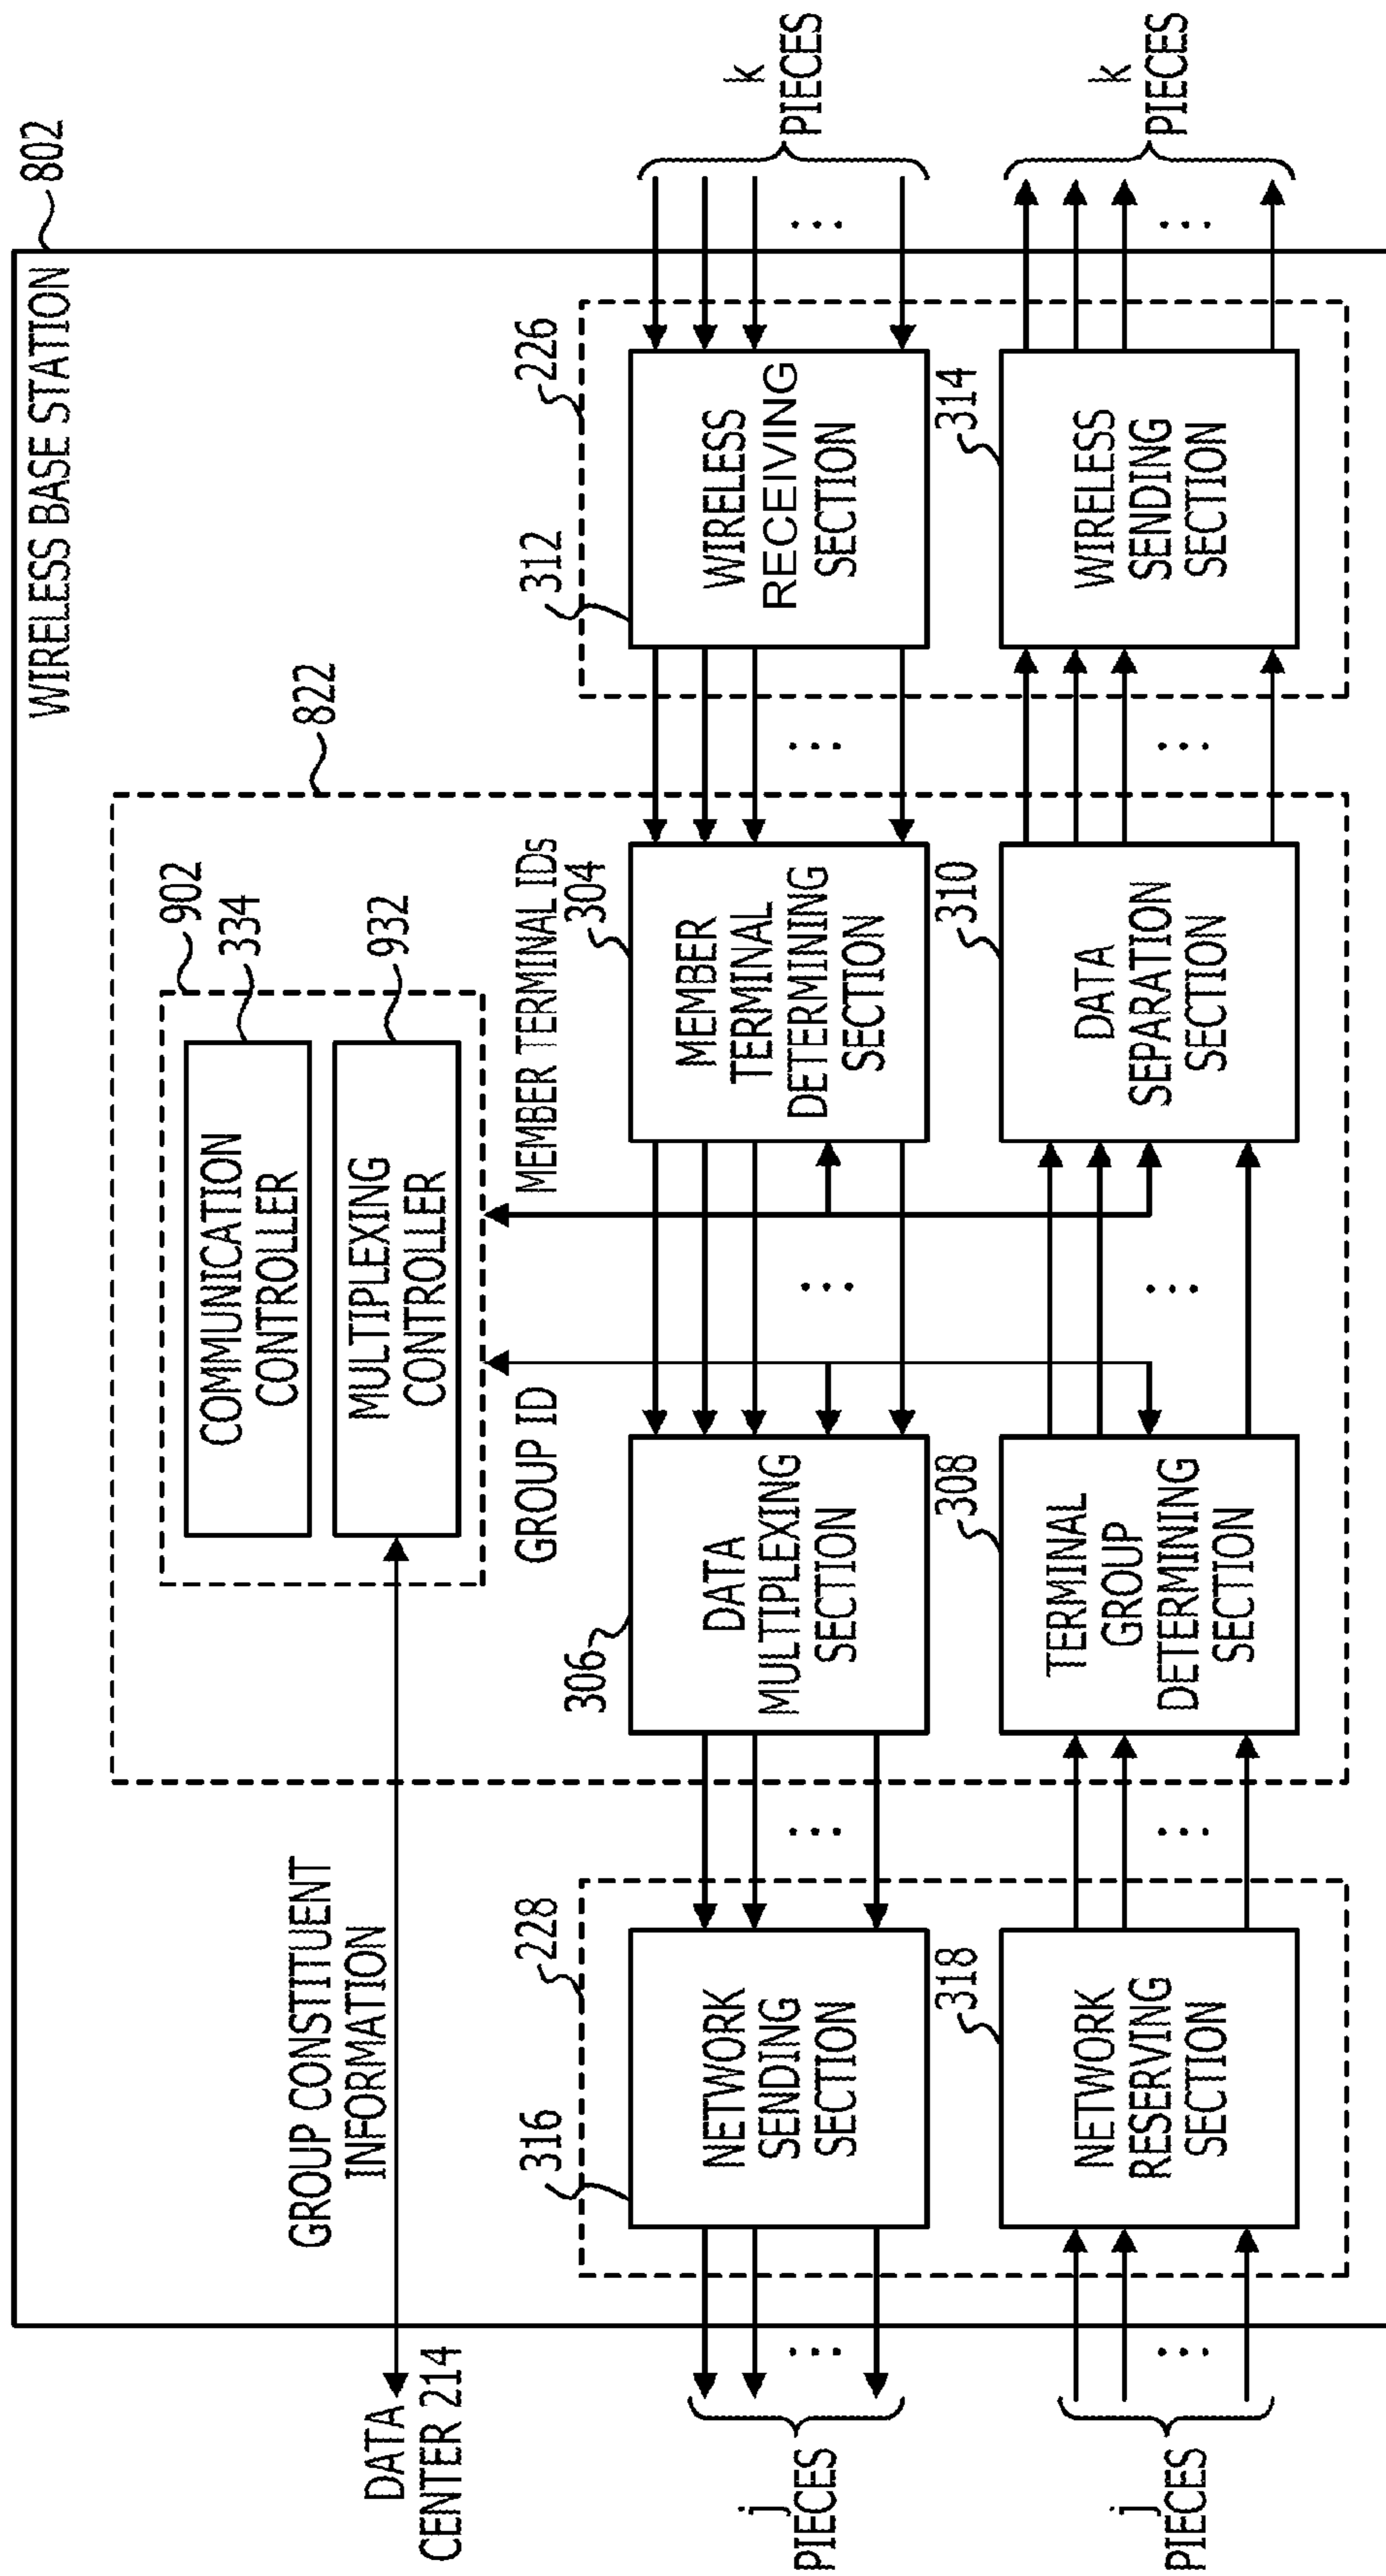 WIRELESS BASE STATION
802
822
902
334
932
COMMUNICATION
CONTROLLER
MULTIPLEXING
CONTROLLER
GROUP CONSTITUENT
INFORMATION
DATA
CENTER 214
GROUP ID
MEMBER TERMINAL IDs
228
316
NETWORK
SENDING
SECTION
306
DATA
MULTIPLEXING
SECTION
304
MEMBER
TERMINAL
DETERMINING
SECTION
226
312
WIRELESS
RECEIVING
SECTION
j
PIECES
k
PIECES
318
NETWORK
RESERVING
SECTION
308
TERMINAL
GROUP
DETERMINING
SECTION
310
DATA
SEPARATION
SECTION
314
WIRELESS
SENDING
SECTION
j
PIECES
k
PIECES